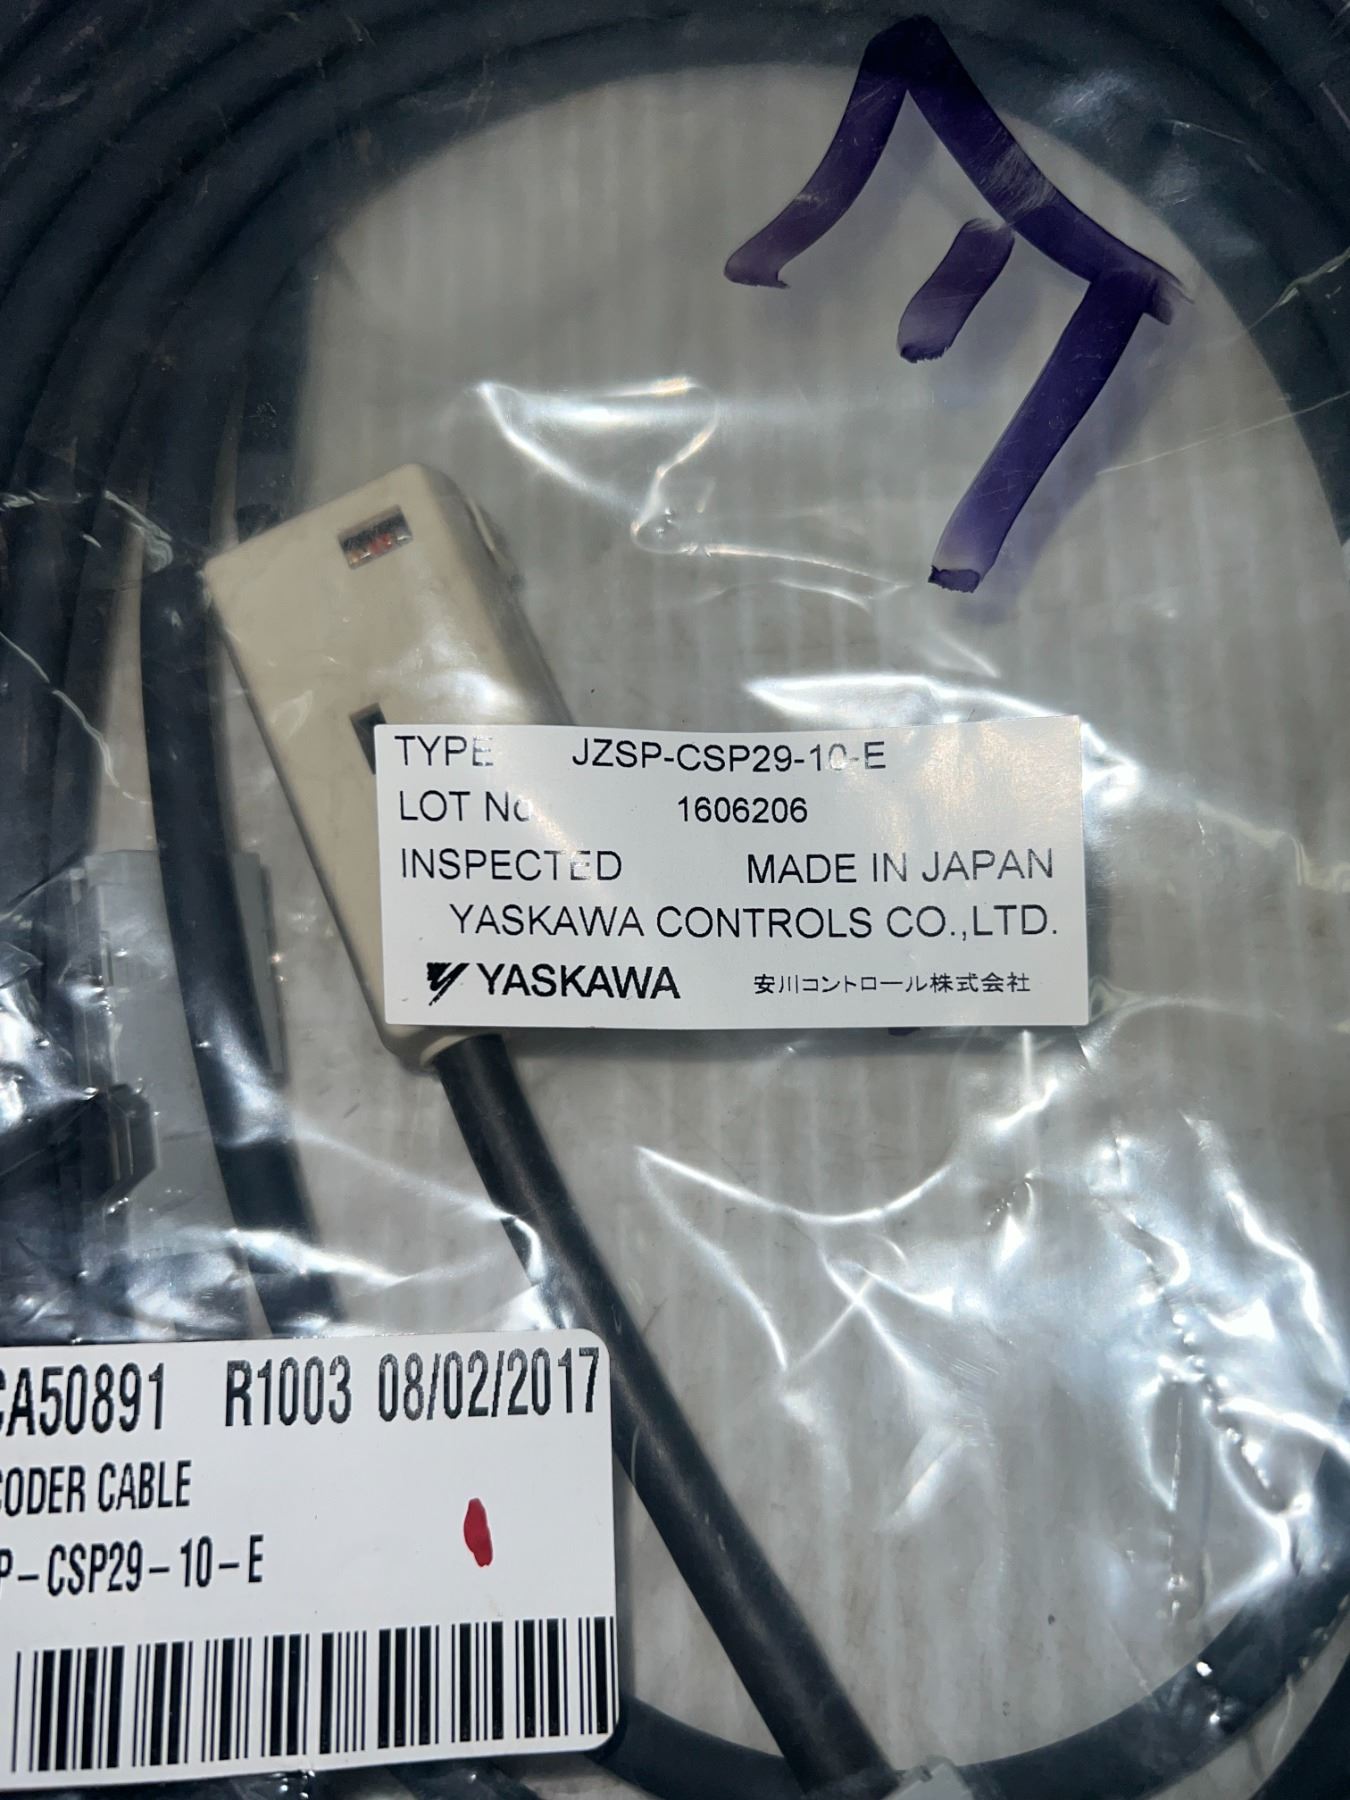 TYPE JZSP-CSP29-10-E
LOT No 1606206
INSPECTED MADE IN JAPAN
YASKAWA CONTROLS CO.,LTD.
YASKAWA 安川コントロール株式会社
CA50891 R1003 08/02/2017
CODER CABLE
P-CSP29-10-E